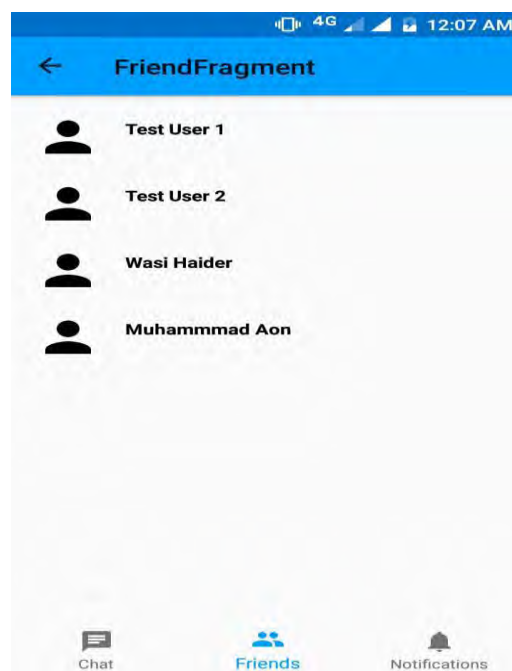 4G 12:07 AM
FriendFragment
Test User 1
Test User 2
Wasi Haider
Muhammmad Aon
Chat Friends Notifications